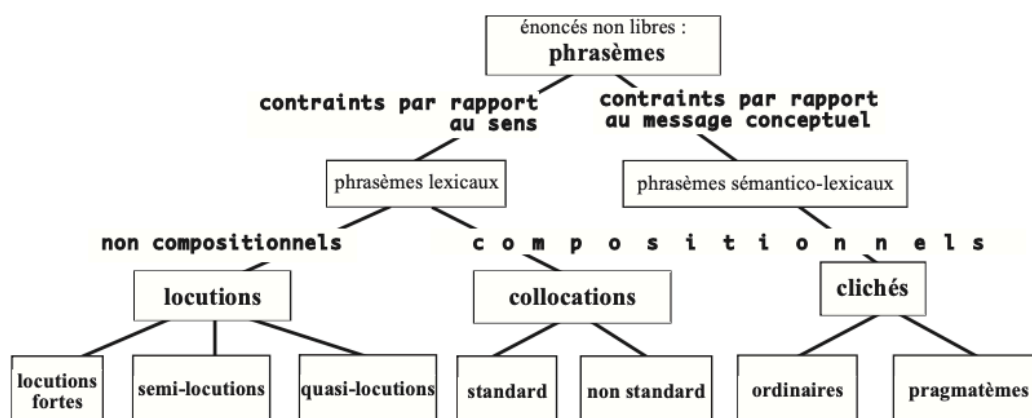 énoncés non libres :
phrasèmes
contraints par rapport
au sens
contraints par rapport
au message conceptuel
phrasèmes lexicaux
phrasèmes sémantico-lexicaux
non compositionnels
c o m p o s i t i o n n e l s
locutions
collocations
clichés
locutions
fortes
semi-locutions
quasi-locutions
standard
non standard
ordinaires
pragmatèmes